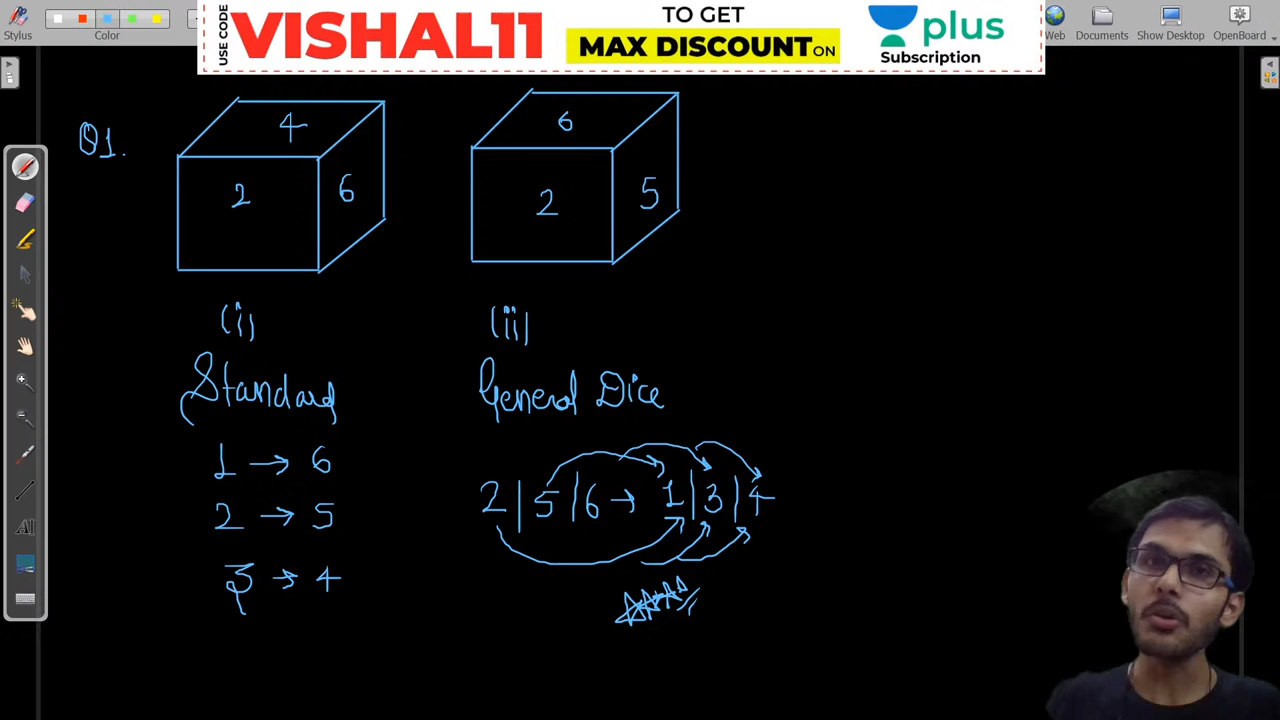 Stylus
Color
USE CODE
VISHAL11
TO GET
MAX DISCOUNT ON
plus
Subscription
Web
Documents
Show Desktop
OpenBoard
Q1.
4
2
6
6
2
5
(i)
(ii)
Standard
General Dice
1 → 6
2 → 5
3 → 4
2 | 5 | 6 → 1 | 3 | 4